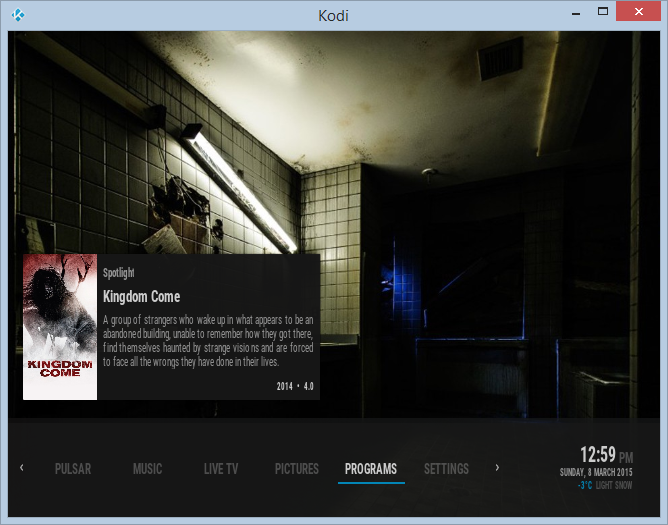 Kodi
Spotlight
Kingdom Come
A group of strangers who wake up in what appears to be an
abandoned building, unable to remember how they got there,
find themselves haunted by strange visions and are forced
to face all the wrongs they have done in their lives.
2014 • 4.0
KINGDOM
COME
‹ PULSAR MUSIC LIVE TV PICTURES PROGRAMS SETTINGS ›
12:59 PM
SUNDAY, 8 MARCH 2015
-3°C LIGHT SNOW